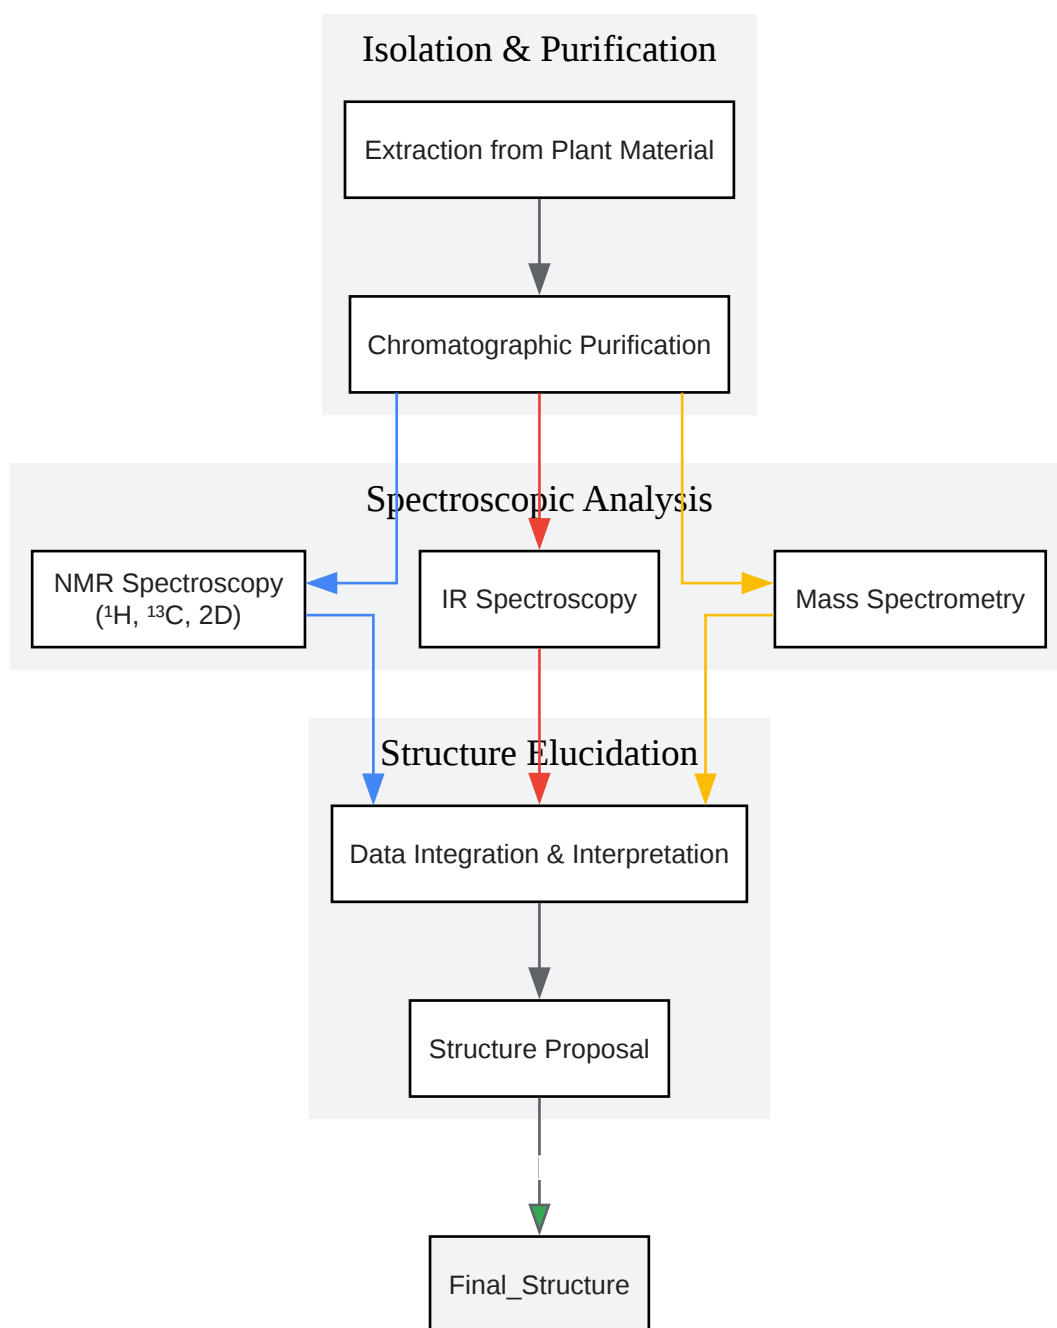 Isolation & Purification
Extraction from Plant Material
Chromatographic Purification
Spectroscopic Analysis
NMR Spectroscopy
(¹H, ¹³C, 2D)
IR Spectroscopy
Mass Spectrometry
Structure Elucidation
Data Integration & Interpretation
Structure Proposal
Final_Structure